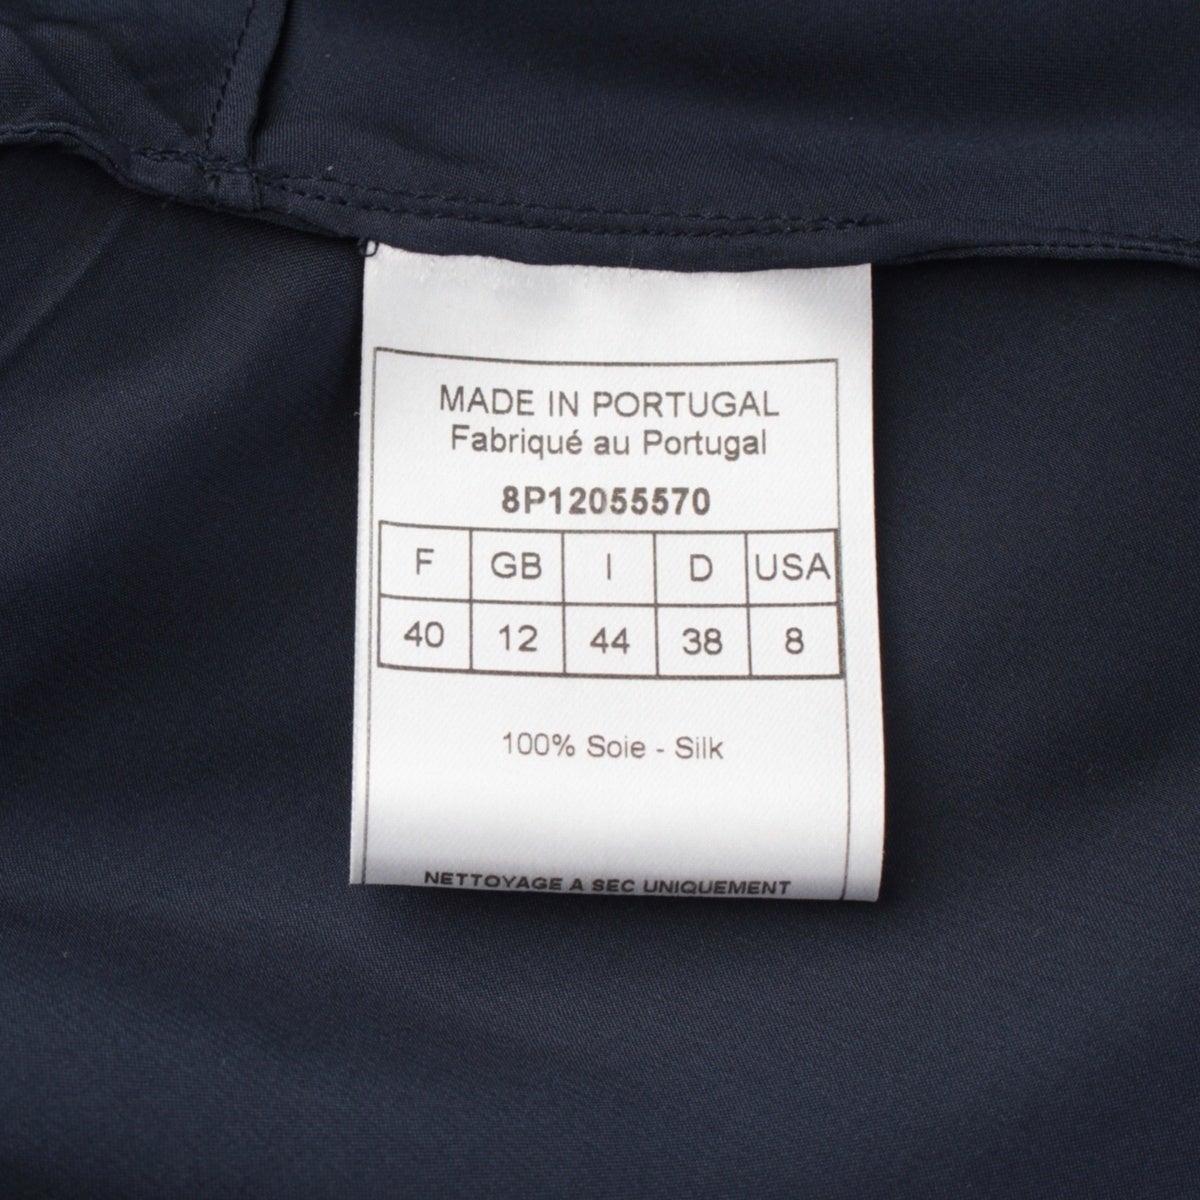 MADE IN PORTUGAL
Fabriqué au Portugal
8P12055570
F GB I D USA
40 12 44 38 8
100% Soie - Silk
NETTOYAGE A SEC UNIQUEMENT